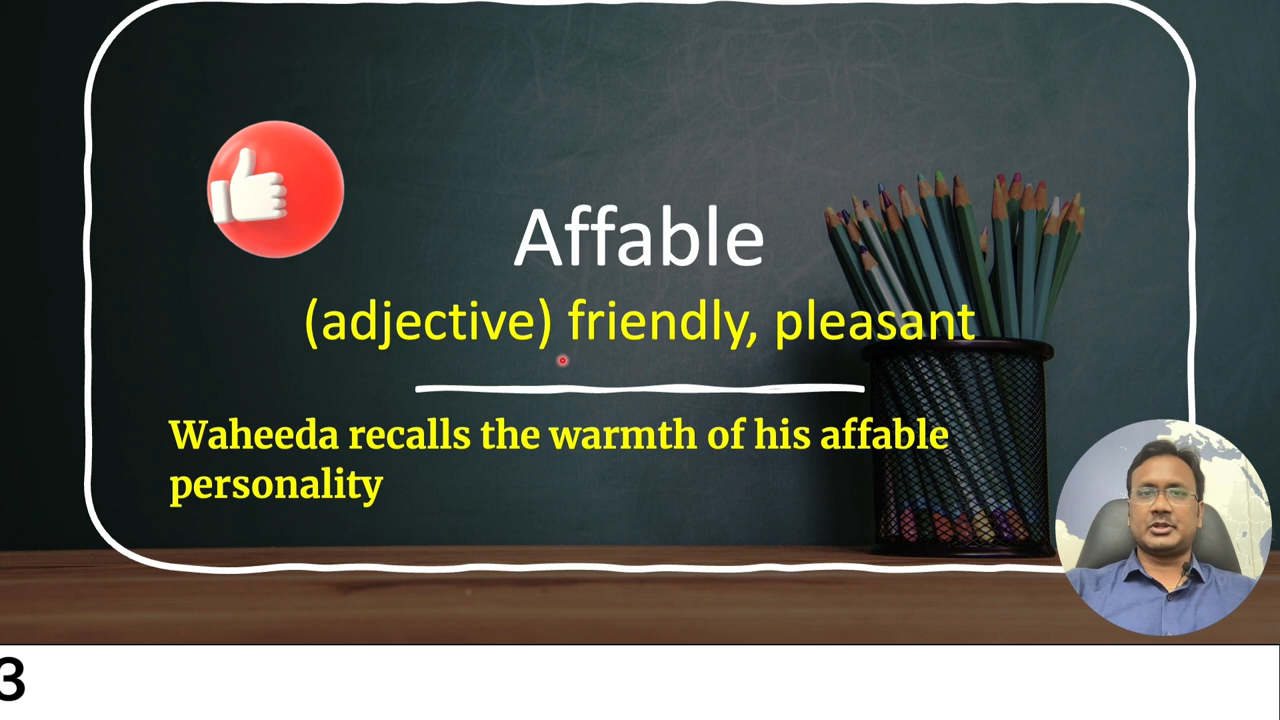 Affable
(adjective) friendly, pleasant
Waheeda recalls the warmth of his affable
personality
3